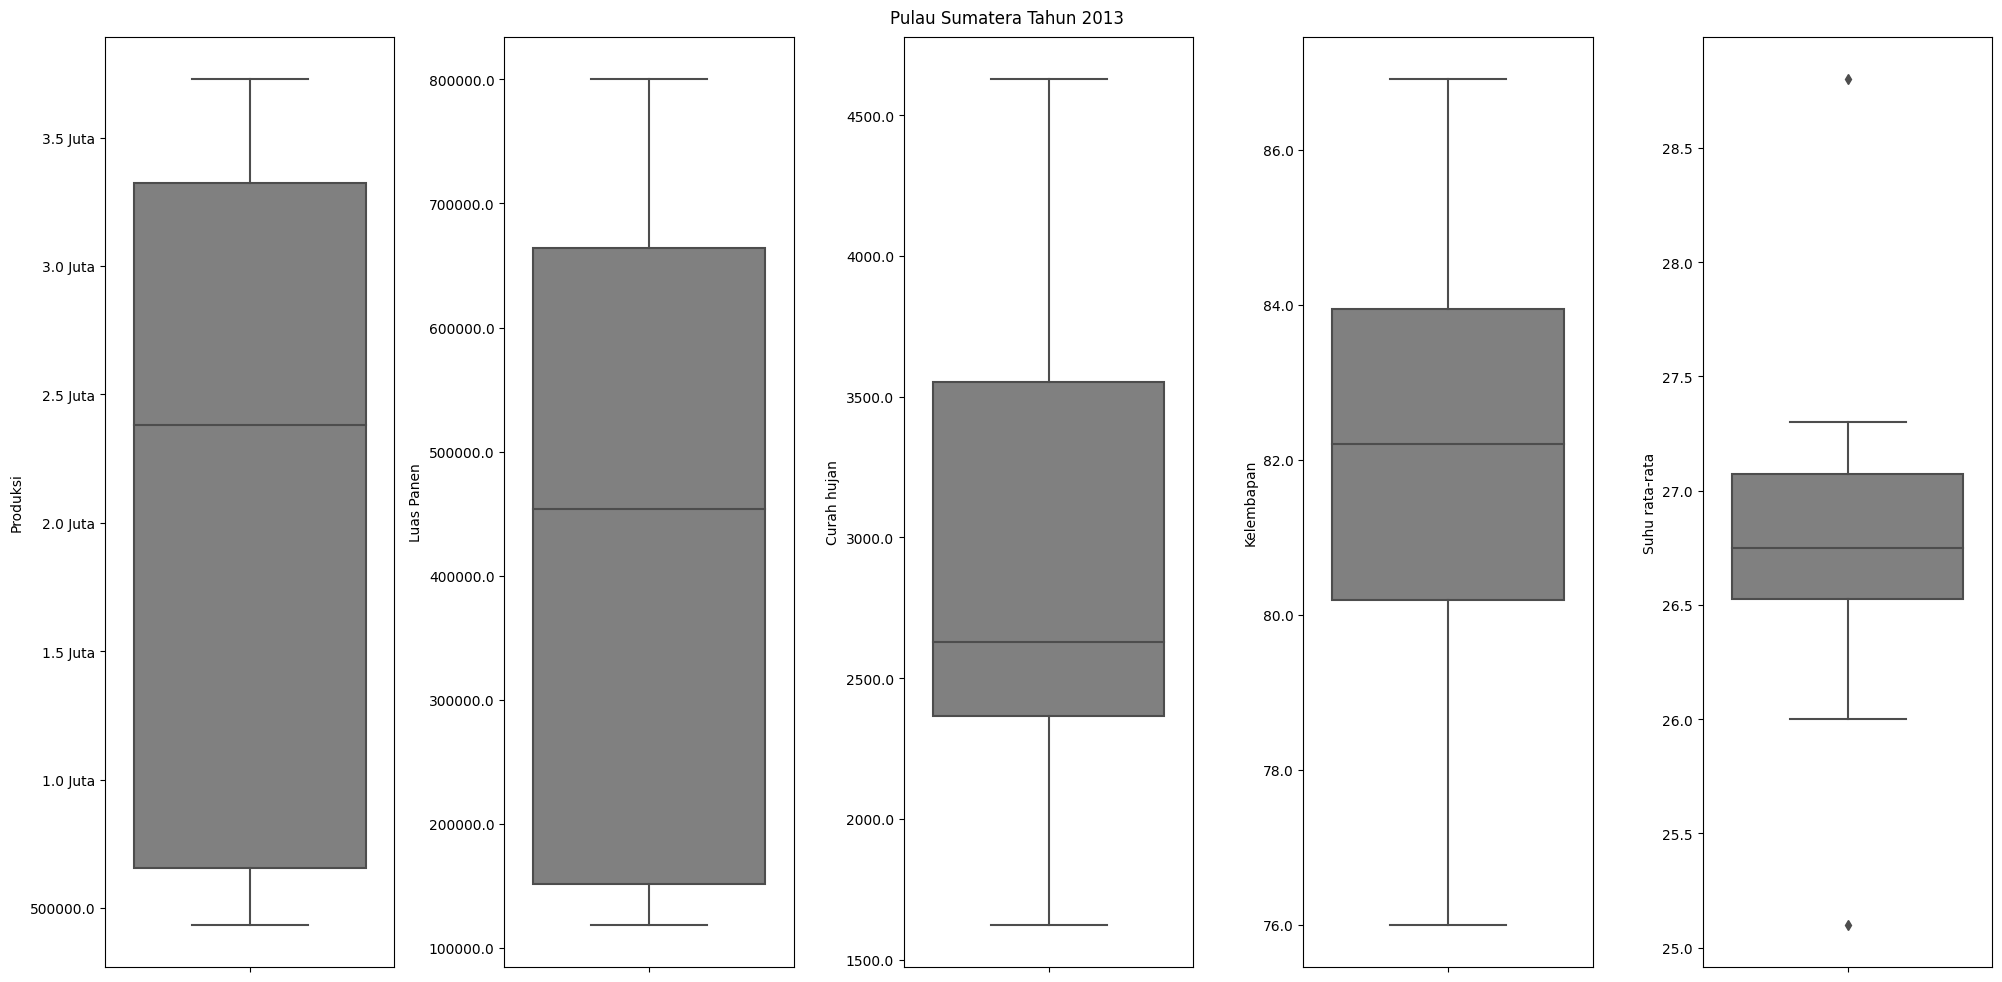 Pulau Sumatera Tahun 2013
Produksi
3.5 Juta
3.0 Juta
2.5 Juta
2.0 Juta
1.5 Juta
1.0 Juta
500000.0
Luas Panen
800000.0
700000.0
600000.0
500000.0
400000.0
300000.0
200000.0
100000.0
Curah hujan
4500.0
4000.0
3500.0
3000.0
2500.0
2000.0
1500.0
Kelembapan
86.0
84.0
82.0
80.0
78.0
76.0
Suhu rata-rata
28.5
28.0
27.5
27.0
26.5
26.0
25.5
25.0